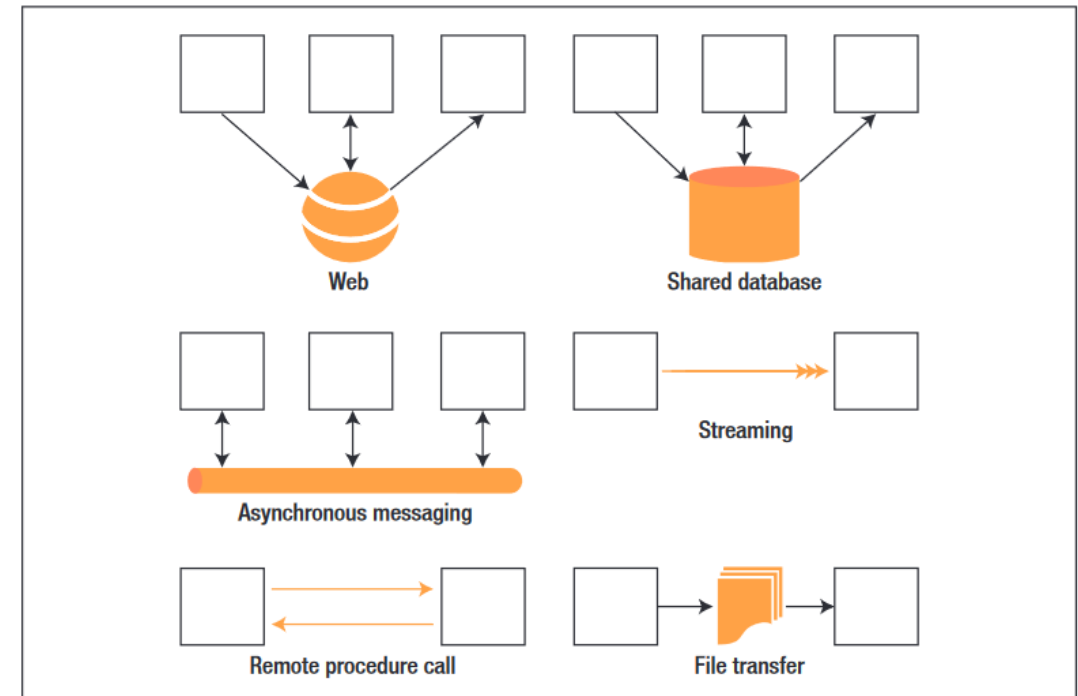 Web
Shared database
Streaming
Asynchronous messaging
Remote procedure call
File transfer